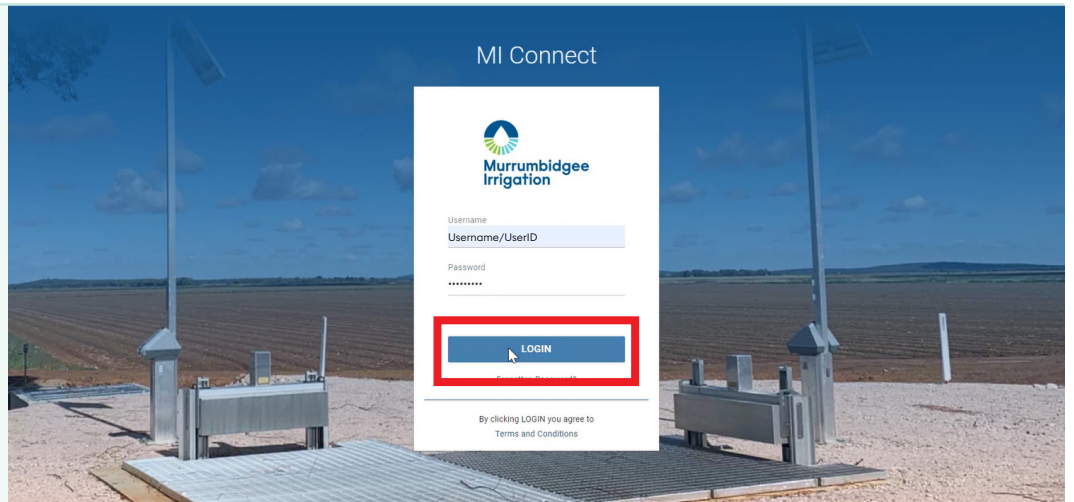 MI Connect
Murrumbidgee
Irrigation
Username
Username/UserID
Password
•••••••••
LOGIN
By clicking LOGIN you agree to
Terms and Conditions